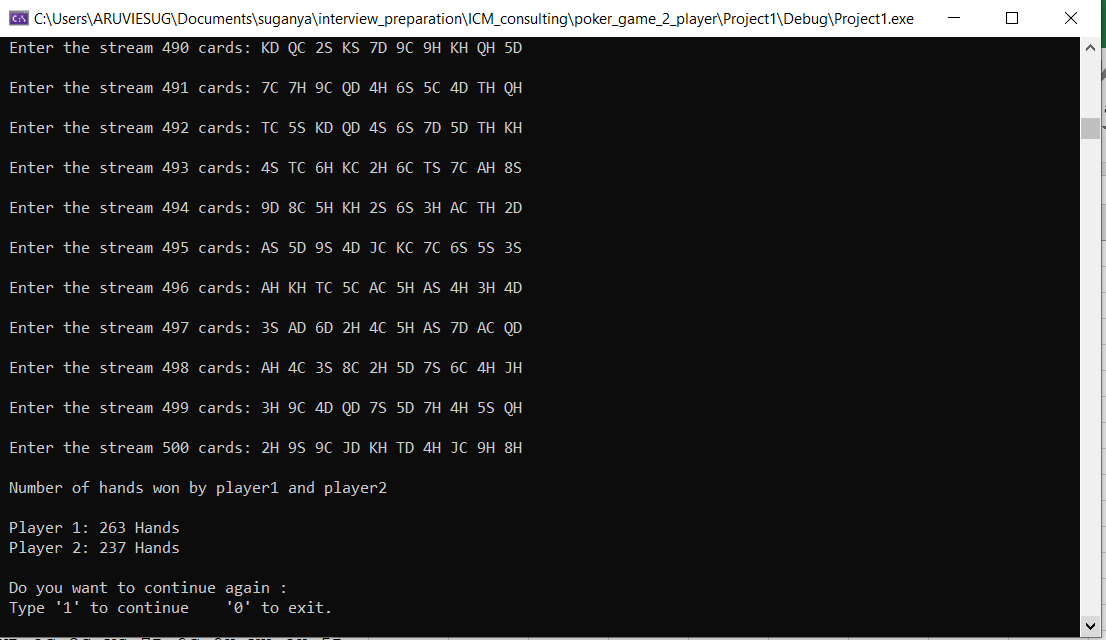 C:\Users\ARUVIESUG\Documents\suganya\interview_preparation\ICM_consulting\poker_game_2_player\Project1\Debug\Project1.exe
Enter the stream 490 cards: KD QC 2S KS 7D 9C 9H KH QH 5D
Enter the stream 491 cards: 7C 7H 9C QD 4H 6S 5C 4D TH QH
Enter the stream 492 cards: TC 5S KD QD 4S 6S 7D 5D TH KH
Enter the stream 493 cards: 4S TC 6H KC 2H 6C TS 7C AH 8S
Enter the stream 494 cards: 9D 8C 5H KH 2S 6S 3H AC TH 2D
Enter the stream 495 cards: AS 5D 9S 4D JC KC 7C 6S 5S 3S
Enter the stream 496 cards: AH KH TC 5C AC 5H AS 4H 3H 4D
Enter the stream 497 cards: 3S AD 6D 2H 4C 5H AS 7D AC QD
Enter the stream 498 cards: AH 4C 3S 8C 2H 5D 7S 6C 4H JH
Enter the stream 499 cards: 3H 9C 4D QD 7S 5D 7H 4H 5S QH
Enter the stream 500 cards: 2H 9S 9C JD KH TD 4H JC 9H 8H
Number of hands won by player1 and player2
Player 1: 263 Hands
Player 2: 237 Hands
Do you want to continue again :
Type '1' to continue    '0' to exit.